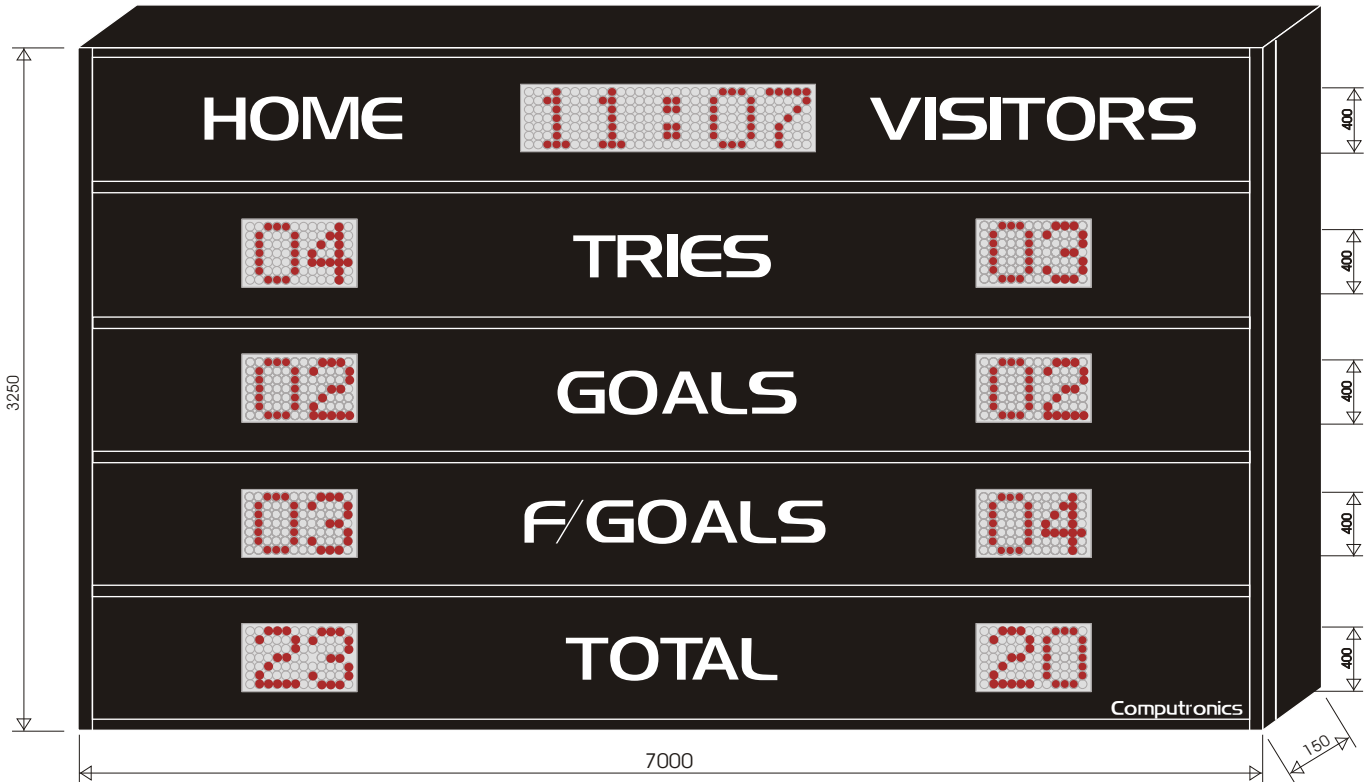 HOME 11:07 VISITORS 400
04 TRIES 03 400
3250
02 GOALS 02 400
03 F/GOALS 04 400
23 TOTAL 20 400
Computronics
7000 150